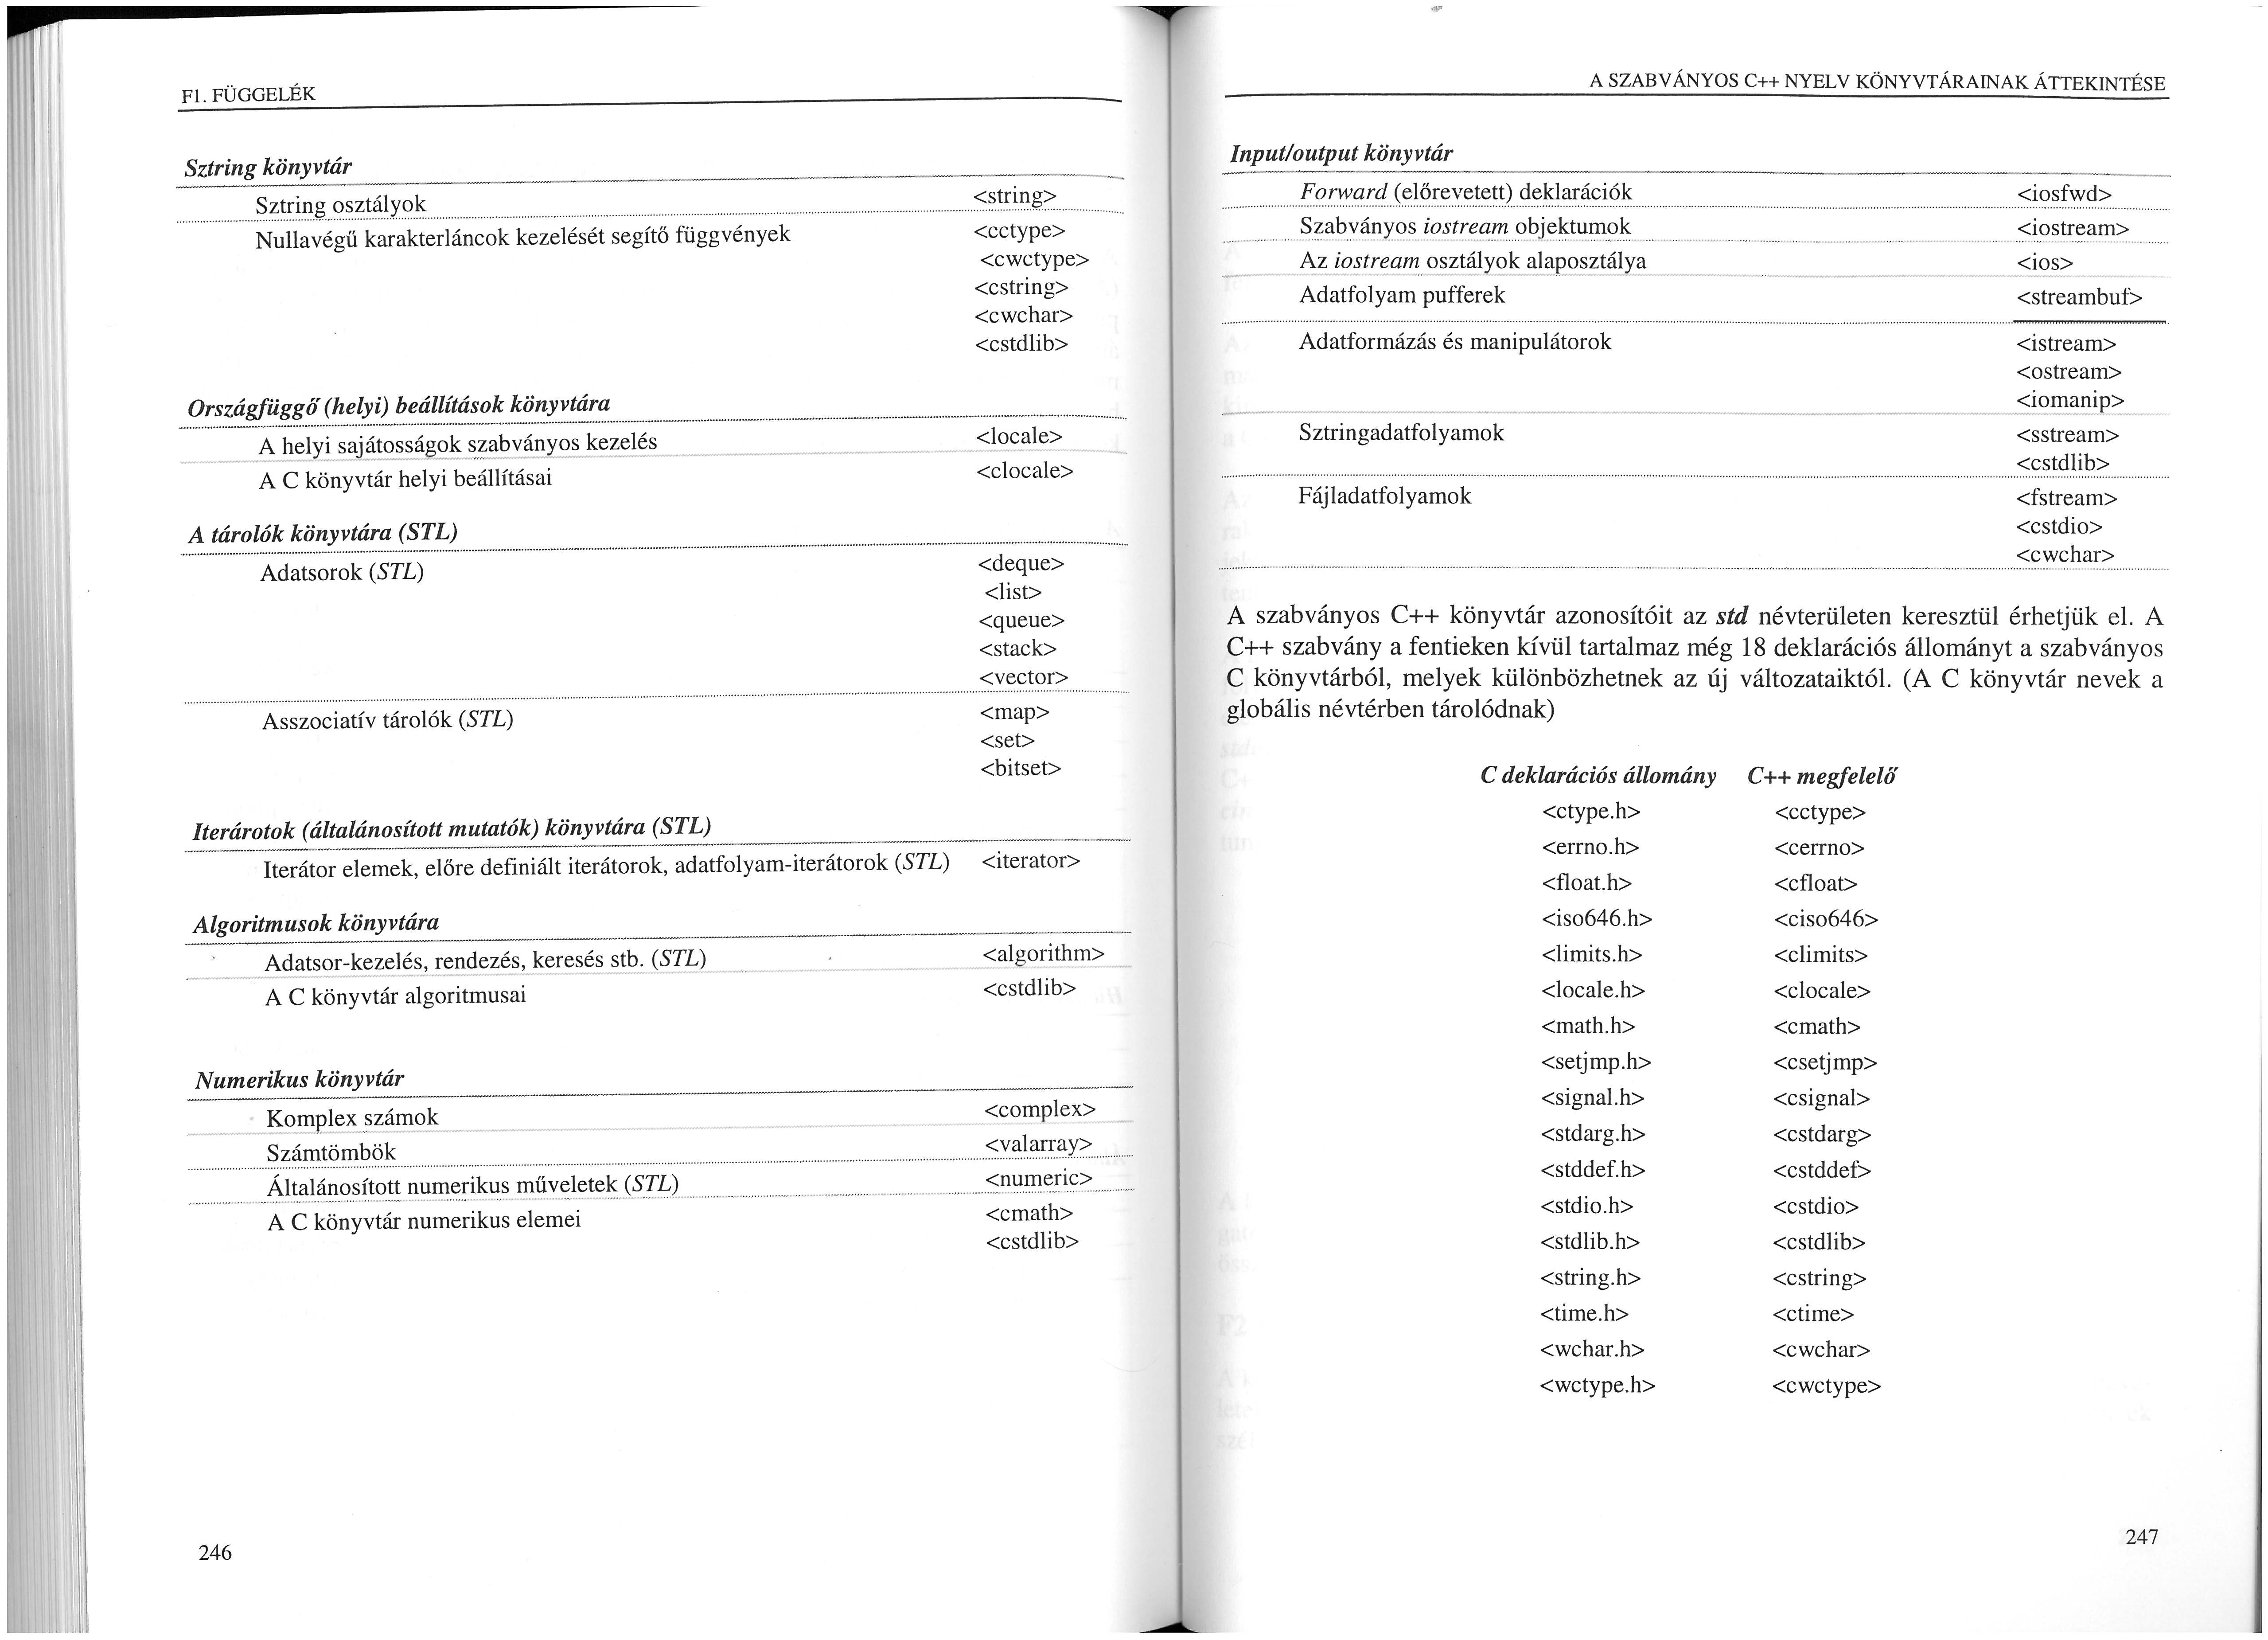 F1. FÜGGELÉK
Sztring könyvtár
Sztring osztályok <string>
Nullavégű karakterláncok kezelését segítő függvények <cctype>
<cwctype>
<cstring>
<cwchar>
<cstdlib>
Országfüggő (helyi) beállítások könyvtára
A helyi sajátosságok szabványos kezelés <locale>
A C könyvtár helyi beállításai <clocale>
A tárolók könyvtára (STL)
Adatsorok (STL) <deque>
<list>
<queue>
<stack>
<vector>
Asszociatív tárolók (STL) <map>
<set>
<bitset>
Iterárotok (általánosított mutatók) könyvtára (STL)
Iterátor elemek, előre definiált iterátorok, adatfolyam-iterátorok (STL) <iterator>
Algoritmusok könyvtára
Adatsor-kezelés, rendezés, keresés stb. (STL) <algorithm>
A C könyvtár algoritmusai <cstdlib>
Numerikus könyvtár
Komplex számok <complex>
Számtömbök <valarray>
Általánosított numerikus műveletek (STL) <numeric>
A C könyvtár numerikus elemei <cmath>
<cstdlib>
246
A SZABVÁNYOS C++ NYELV KÖNYVTÁRAINAK ÁTTEKINTÉSE
Input/output könyvtár
Forward (előrevetett) deklarációk <iosfwd>
Szabványos iostream objektumok <iostream>
Az iostream osztályok alaposztálya <ios>
Adatfolyam pufferek <streambuf>
Adatformázás és manipulátorok <istream>
<ostream>
<iomanip>
Sztringadatfolyamok <sstream>
<cstdlib>
Fájladatfolyamok <fstream>
<cstdio>
<cwchar>
A szabványos C++ könyvtár azonosítóit az std névterületen keresztül érhetjük el. A
C++ szabvány a fentieken kívül tartalmaz még 18 deklarációs állományt a szabványos
C könyvtárból, melyek különbözhetnek az új változataiktól. (A C könyvtár nevek a
globális névtérben tárolódnak)
C deklarációs állomány C++ megfelelő
<ctype.h> <cctype>
<errno.h> <cerrno>
<float.h> <cfloat>
<iso646.h> <ciso646>
<limits.h> <climits>
<locale.h> <clocale>
<math.h> <cmath>
<setjmp.h> <csetjmp>
<signal.h> <csignal>
<stdarg.h> <cstdarg>
<stddef.h> <cstddef>
<stdio.h> <cstdio>
<stdlib.h> <cstdlib>
<string.h> <cstring>
<time.h> <ctime>
<wchar.h> <cwchar>
<wctype.h> <cwctype>
247